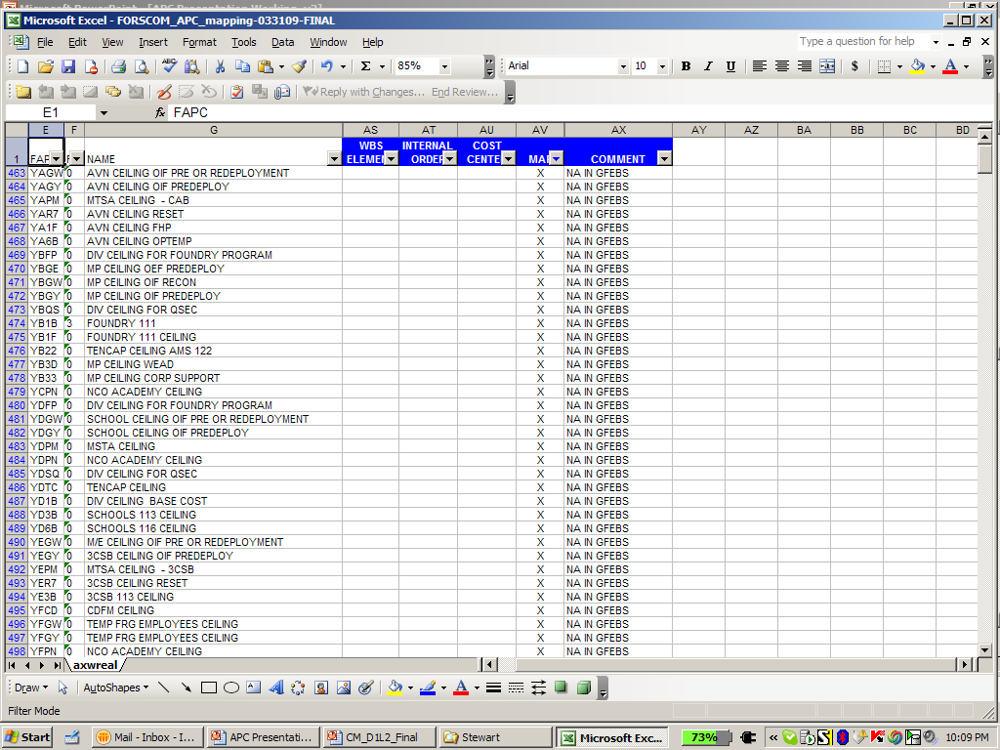 Microsoft Excel - FORSCOM_APC_mapping-033109-FINAL
File Edit View Insert Format Tools Data Window Help Type a question for help
ABC Σ 85% Arial 10 B I U $ A
Reply with Changes... End Review...
E1 fx FAPC
E F G AS AT AU AV AX AY AZ BA BB BC BD
WBS INTERNAL COST
1 FAP NAME ELEMEN ORDER CENTE MA COMMENT
463 YAGW 0 AVN CEILING OIF PRE OR REDEPLOYMENT X NA IN GFEBS
464 YAGY 0 AVN CEILING OIF PREDEPLOY X NA IN GFEBS
465 YAPM 0 MTSA CEILING - CAB X NA IN GFEBS
466 YAR7 0 AVN CEILING RESET X NA IN GFEBS
467 YA1F 0 AVN CEILING FHP X NA IN GFEBS
468 YA6B 0 AVN CEILING OPTEMP X NA IN GFEBS
469 YBFP 0 DIV CEILING FOR FOUNDRY PROGRAM X NA IN GFEBS
470 YBGE 0 MP CEILING OEF PREDEPLOY X NA IN GFEBS
471 YBGW 0 MP CEILING OIF RECON X NA IN GFEBS
472 YBGY 0 MP CEILING OIF PREDEPLOY X NA IN GFEBS
473 YBQS 0 DIV CEILING FOR QSEC X NA IN GFEBS
474 YB1B 3 FOUNDRY 111 X NA IN GFEBS
475 YB1F 0 FOUNDRY 111 CEILING X NA IN GFEBS
476 YB22 0 TENCAP CEILING AMS 122 X NA IN GFEBS
477 YB3D 0 MP CEILING WEAD X NA IN GFEBS
478 YB33 0 MP CEILING CORP SUPPORT X NA IN GFEBS
479 YCPN 0 NCO ACADEMY CEILING X NA IN GFEBS
480 YDFP 0 DIV CEILING FOR FOUNDRY PROGRAM X NA IN GFEBS
481 YDGW 0 SCHOOL CEILING OIF PRE OR REDEPLOYMENT X NA IN GFEBS
482 YDGY 0 SCHOOL CEILING OIF PREDEPLOY X NA IN GFEBS
483 YDPM 0 MSTA CEILING X NA IN GFEBS
484 YDPN 0 NCO ACADEMY CEILING X NA IN GFEBS
485 YDSQ 0 DIV CEILING FOR QSEC X NA IN GFEBS
486 YDTC 0 TENCAP CEILING X NA IN GFEBS
487 YD1B 0 DIV CEILING BASE COST X NA IN GFEBS
488 YD3B 0 SCHOOLS 113 CEILING X NA IN GFEBS
489 YD6B 0 SCHOOLS 116 CEILING X NA IN GFEBS
490 YEGW 0 M/E CEILING OIF PRE OR REDEPLOYMENT X NA IN GFEBS
491 YEGY 0 3CSB CEILING OIF PREDEPLOY X NA IN GFEBS
492 YEPM 0 MTSA CEILING - 3CSB X NA IN GFEBS
493 YER7 0 3CSB CEILING RESET X NA IN GFEBS
494 YE3B 0 3CSB 113 CEILING X NA IN GFEBS
495 YFCD 0 CDFM CEILING X NA IN GFEBS
496 YFGW 0 TEMP FRG EMPLOYEES CEILING X NA IN GFEBS
497 YFGY 0 TEMP FRG EMPLOYEES CEILING X NA IN GFEBS
498 YFPN 0 NCO ACADEMY CEILING X NA IN GFEBS
axwreal
Draw AutoShapes A
Filter Mode
Start Mail - Inbox - I... APC Presentati... CM_D1L2_Final Stewart Microsoft Exc... 73% « 10:09 PM